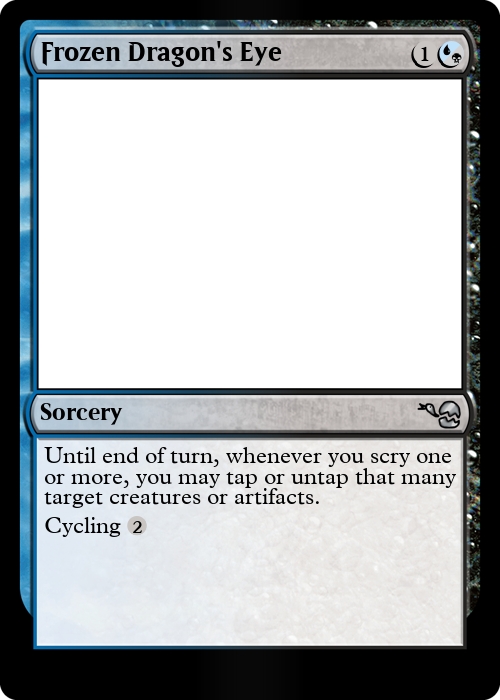 Frozen Dragon's Eye 1
Sorcery
Until end of turn, whenever you scry one
or more, you may tap or untap that many
target creatures or artifacts.
Cycling 2